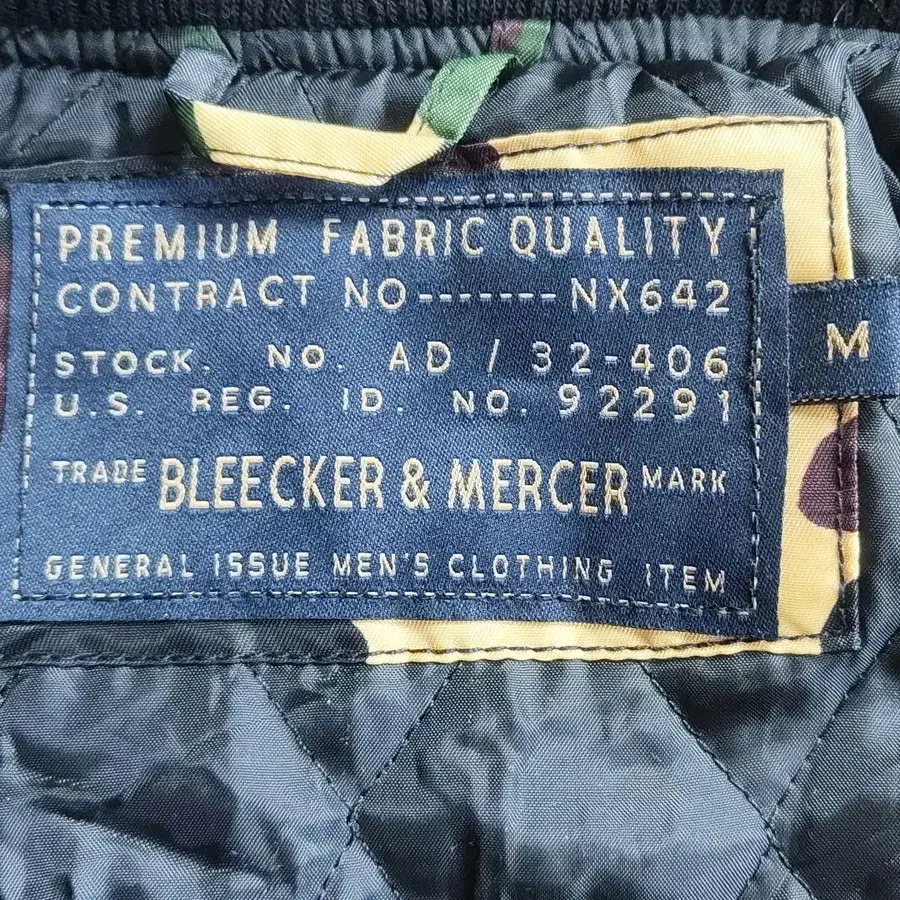 PREMIUM FABRIC QUALITY
CONTRACT NO-------NX642
STOCK. NO. AD / 32-406
U.S. REG. ID. NO. 92291
TRADE BLEECKER & MERCER MARK
GENERAL ISSUE MEN'S CLOTHING ITEM
M